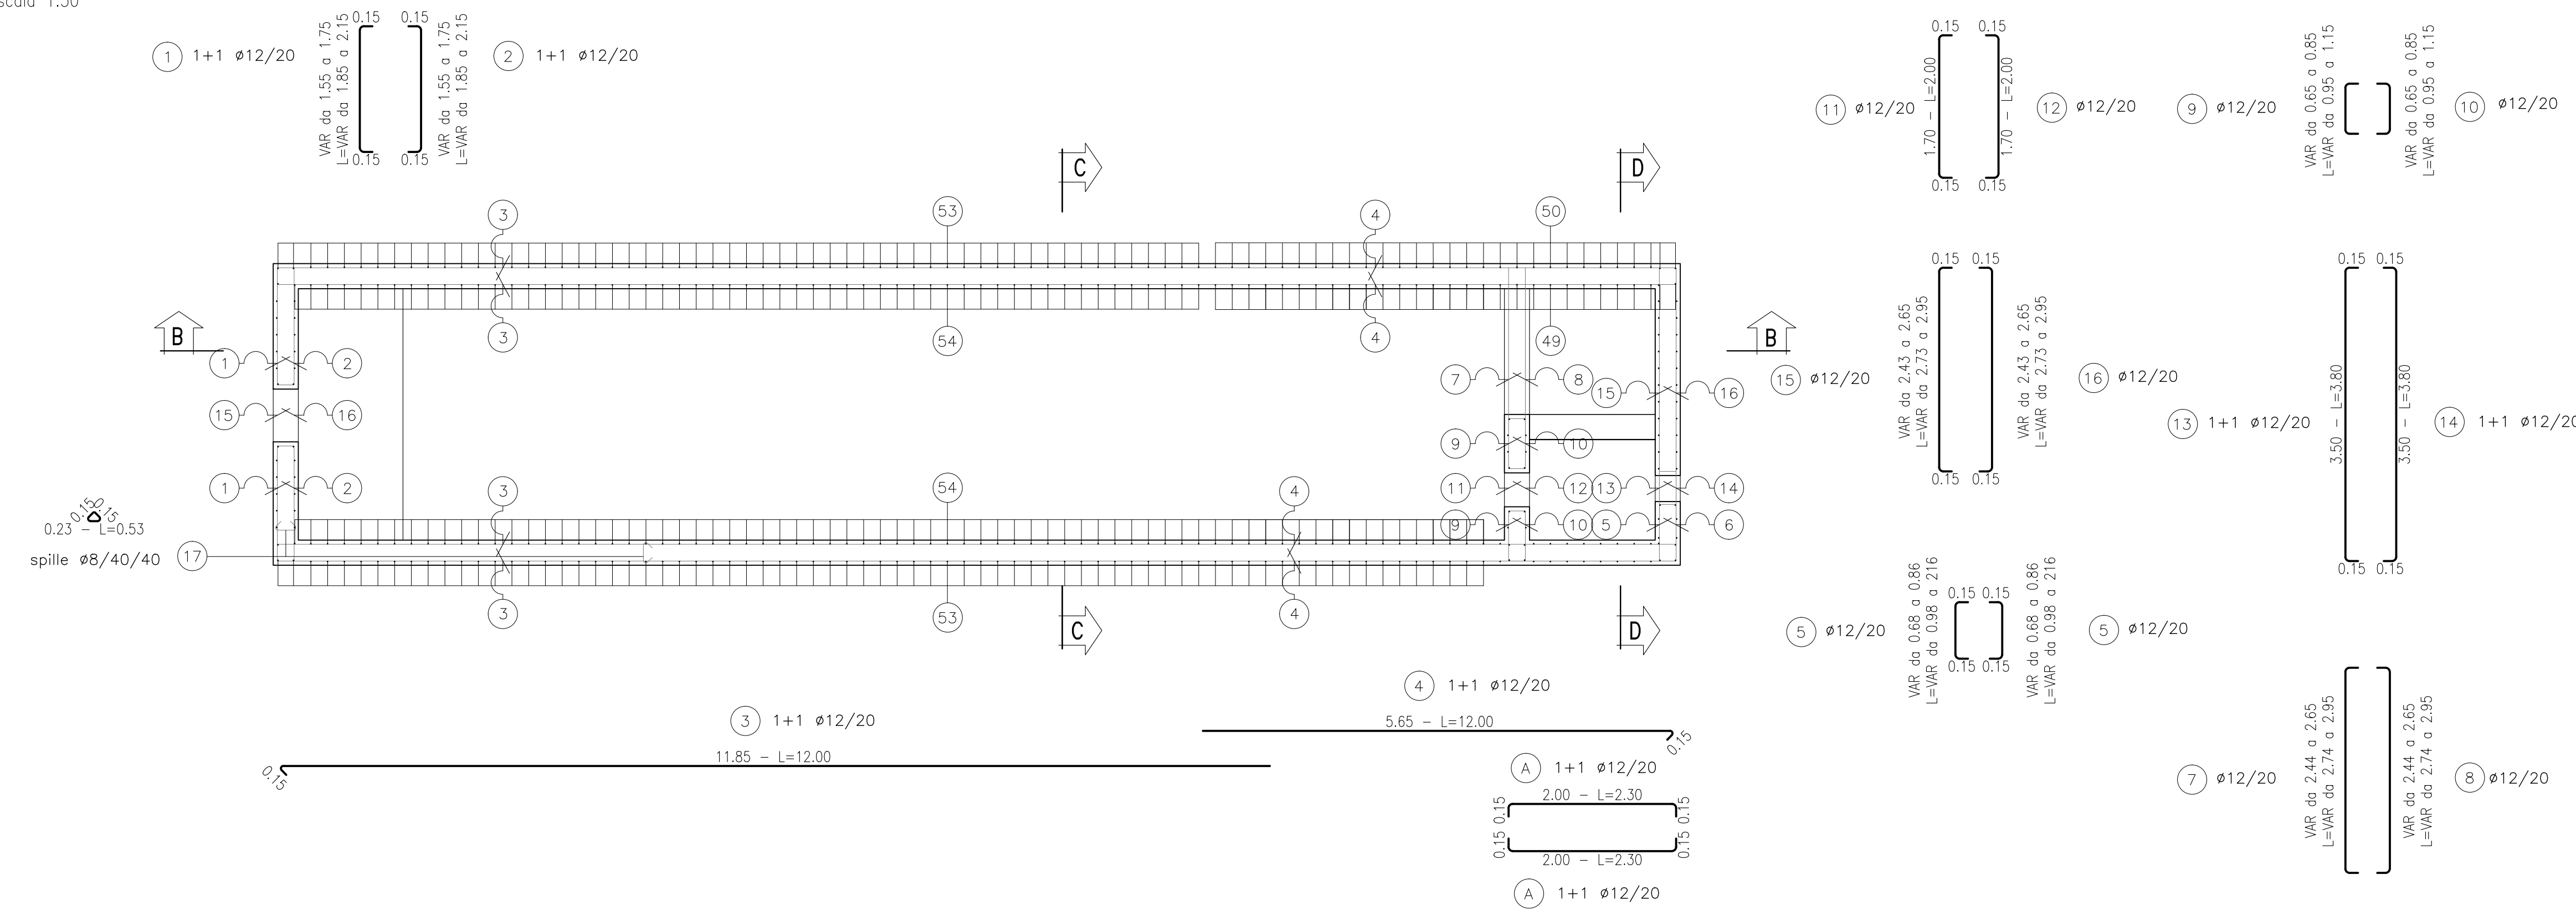 scala 1:50
1 1+1 ø12/20
VAR da 1.55 a 1.75
L=VAR da 1.85 a 2.15
0.15 0.15
0.15 0.15
VAR da 1.55 a 1.75
L=VAR da 1.85 a 2.15
2 1+1 ø12/20
11 ø12/20
0.15 0.15
1.70 - L=2.00
1.70 - L=2.00
0.15 0.15
12 ø12/20
9 ø12/20
VAR da 0.65 a 0.85
L=VAR da 0.95 a 1.15
VAR da 0.65 a 0.85
L=VAR da 0.95 a 1.15
10 ø12/20
C
D
3
53
4
50
3
54
4
49
B
B
1 2
15 16
1 2
7 8
15 16
9 10
11 12
13 14
9 10
5 6
3
54
4
3
53
4
C
D
0.15 0.15
0.23 - L=0.53
spille ø8/40/40 17
15 ø12/20
0.15 0.15
VAR da 2.43 a 2.65
L=VAR da 2.73 a 2.95
VAR da 2.43 a 2.65
L=VAR da 2.73 a 2.95
0.15 0.15
16 ø12/20
13 1+1 ø12/20
0.15 0.15
3.50 - L=3.80
3.50 - L=3.80
0.15 0.15
14 1+1 ø12/20
5 ø12/20
VAR da 0.68 a 0.86
L=VAR da 0.98 a 216
0.15 0.15
0.15 0.15
VAR da 0.68 a 0.86
L=VAR da 0.98 a 216
5 ø12/20
7 ø12/20
VAR da 2.44 a 2.65
L=VAR da 2.74 a 2.95
VAR da 2.44 a 2.65
L=VAR da 2.74 a 2.95
8 ø12/20
4 1+1 ø12/20
5.65 - L=12.00
0.15
3 1+1 ø12/20
11.85 - L=12.00
0.15
A 1+1 ø12/20
2.00 - L=2.30
0.15 0.15
0.15 0.15
2.00 - L=2.30
A 1+1 ø12/20